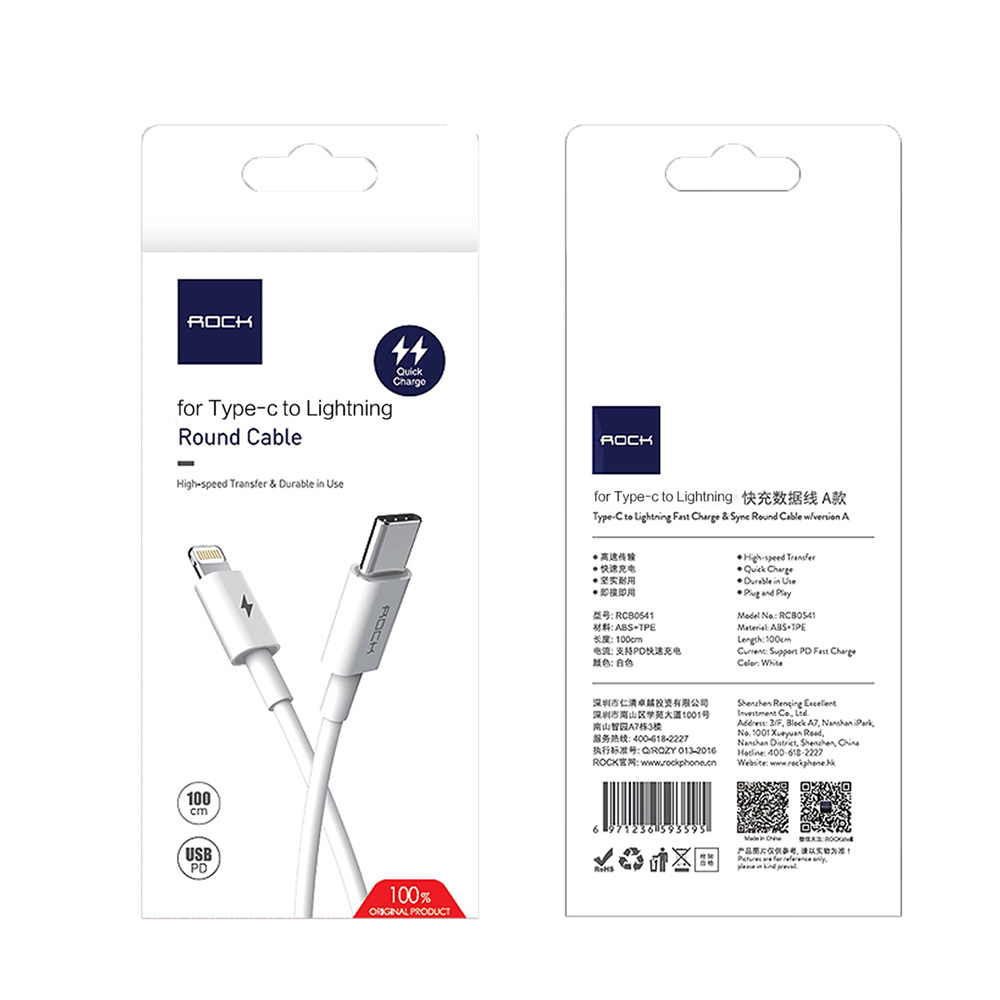 ROCK
Quick
Charge
for Type-c to Lightning
Round Cable
High-speed Transfer & Durable in Use
ROCK
100
cm
USB
PD
100%
ORIGINAL PRODUCT
ROCK
for Type-c to Lightning 快充数据线 A款
Type-C to Lightning Fast Charge & Sync Round Cable w/version A
● 高速传输
● 快速充电
● 坚实耐用
● 即接即用
● High-speed Transfer
● Quick Charge
● Durable in Use
● Plug and Play
型号: RCB0541
材料: ABS+TPE
长度: 100cm
电流: 支持PD快速充电
颜色: 白色
Model No.: RCB0541
Material: ABS+TPE
Length: 100cm
Current: Support PD Fast Charge
Color: White
深圳市仁清卓越投资有限公司
深圳市南山区学苑大道1001号
南山智园A7栋3楼
服务热线: 400-618-2227
执行标准号: Q/RQZY 013-2016
ROCK官网: www.rockphone.cn
Shenzhen Renqing Excellent
Investment Co., Ltd.
Address: 3/F, Block A7, Nanshan iPark,
No. 1001 Xueyuan Road,
Nanshan District, Shenzhen, China
Hotline: 400-618-2227
Website: www.rockphone.hk
6 971236 593595
Made in China
微信关注: ROCKzhd
RoHS
检验
合格
产品图片仅供参考, 请以实物为准!
Pictures are for reference only,
please in kind prevail.